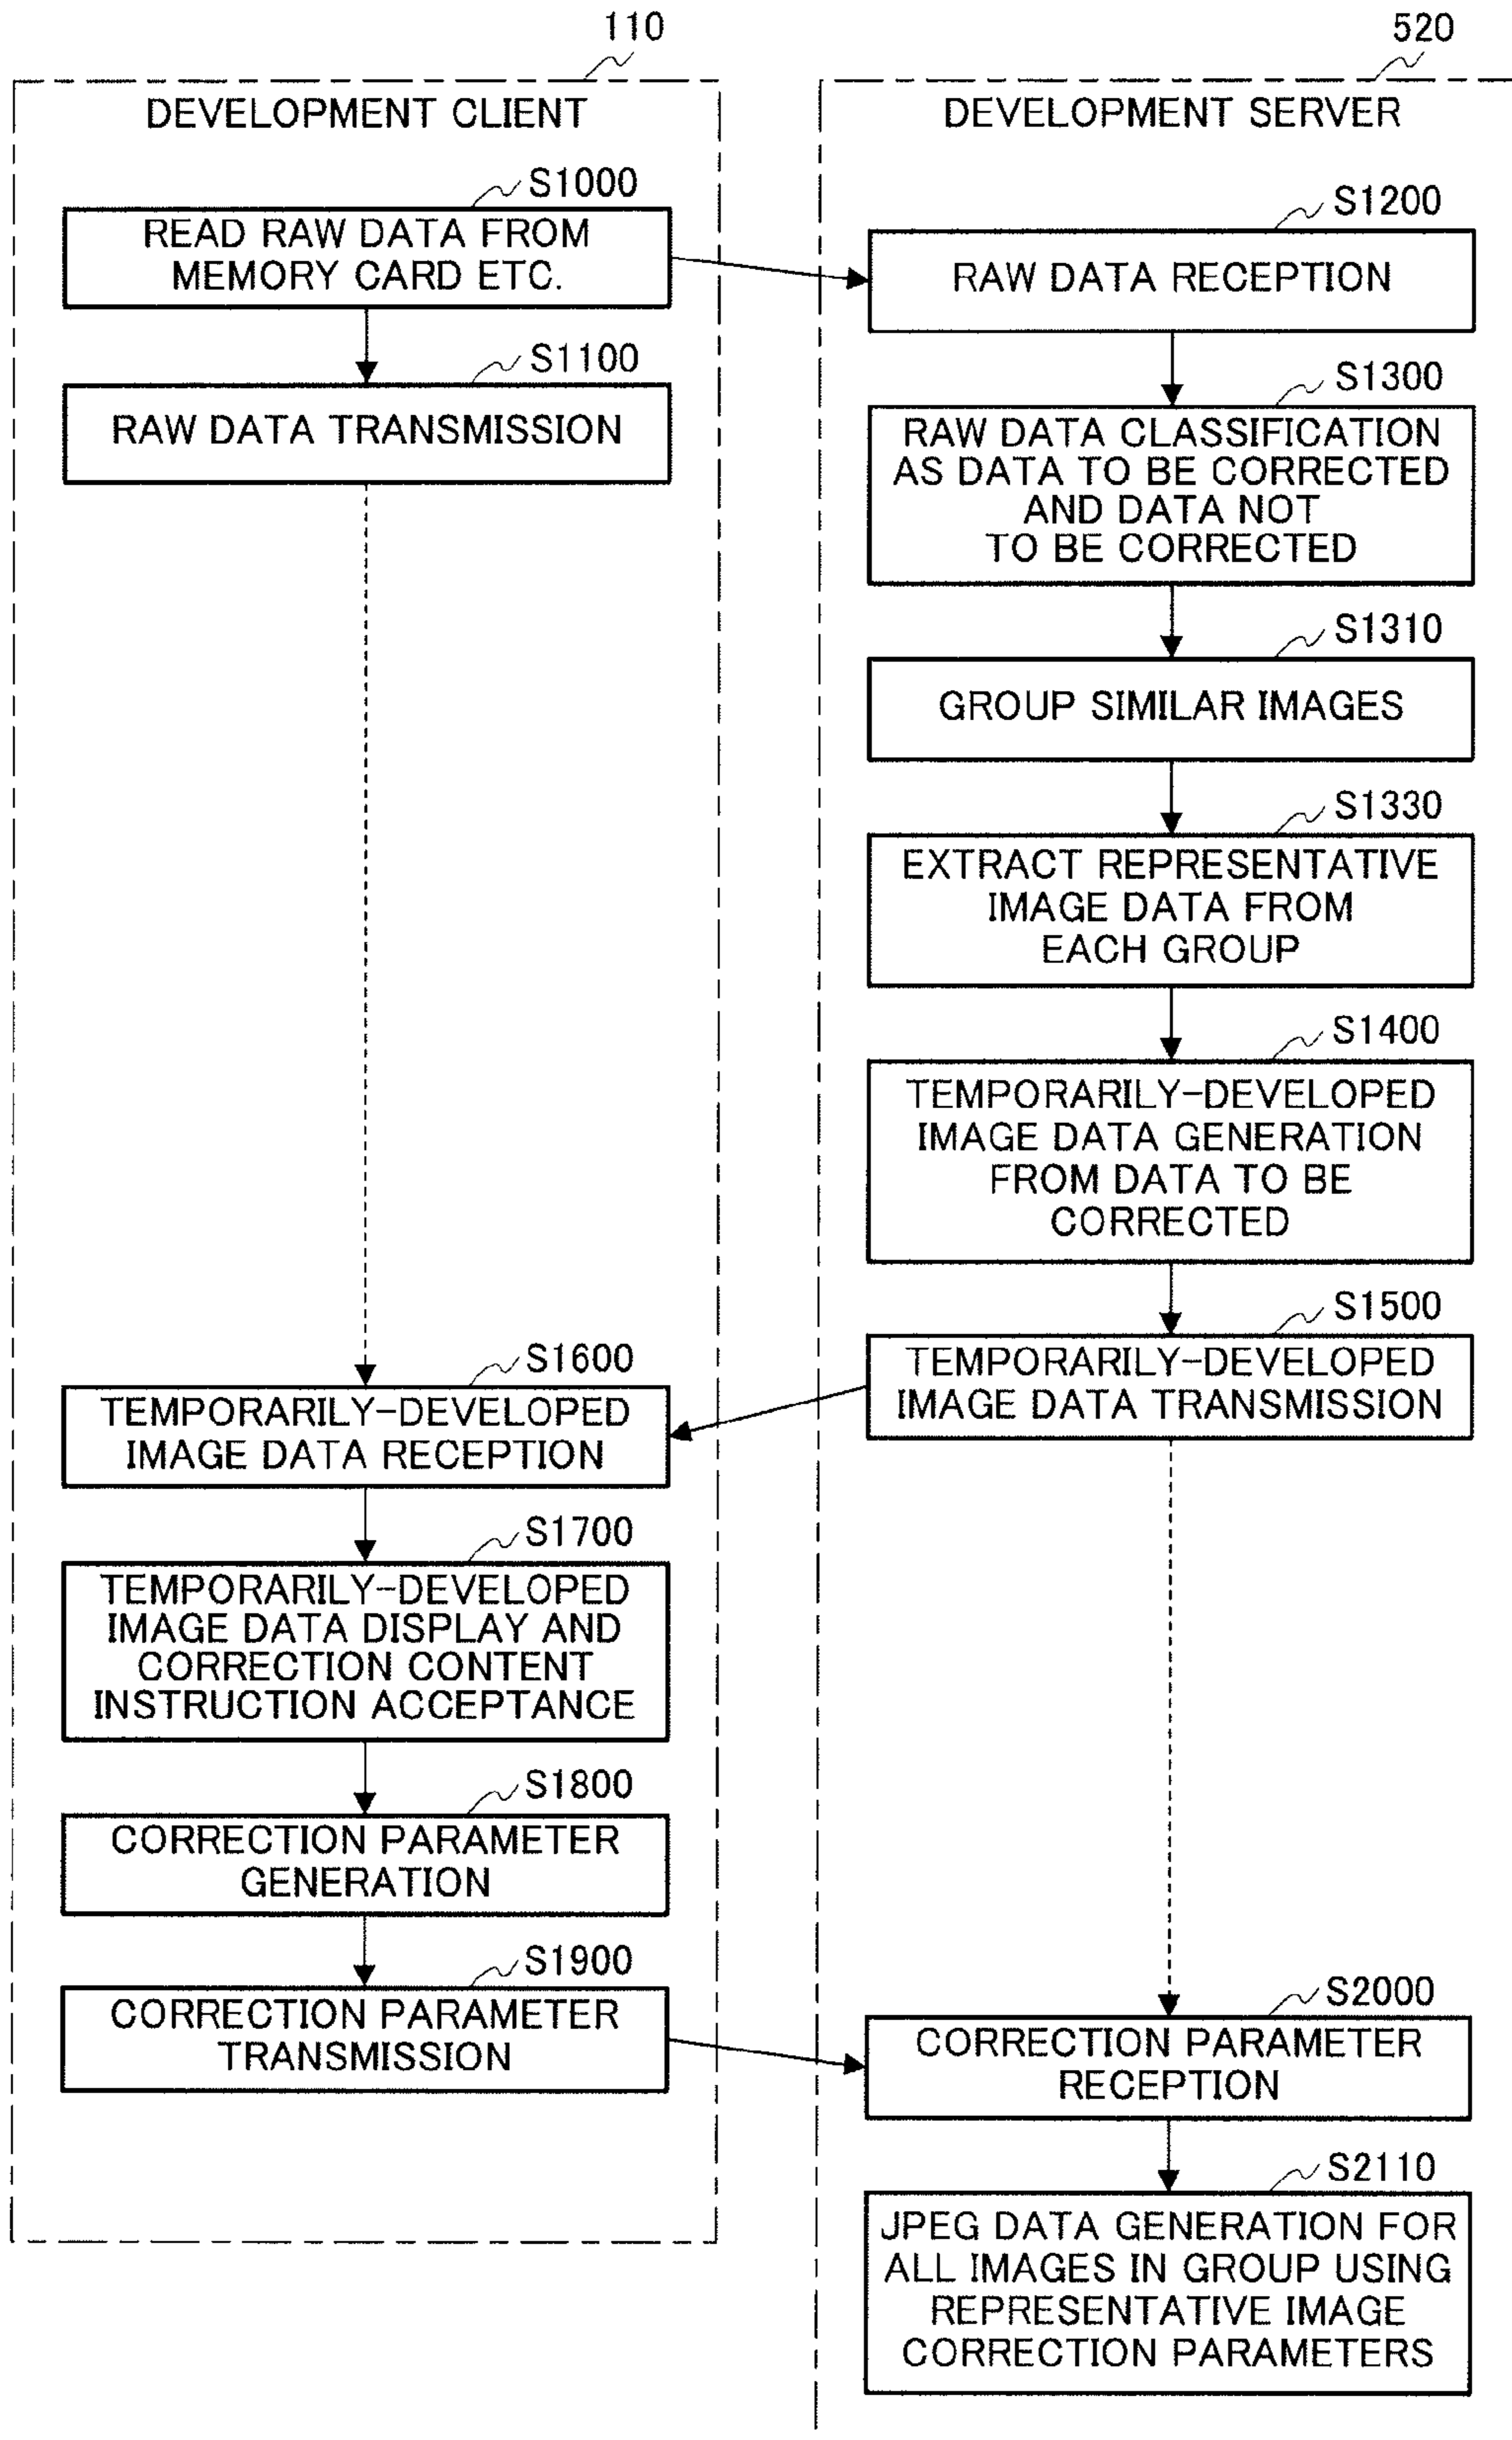 110
DEVELOPMENT CLIENT
S1000
READ RAW DATA FROM
MEMORY CARD ETC.
S1100
RAW DATA TRANSMISSION
S1600
TEMPORARILY-DEVELOPED
IMAGE DATA RECEPTION
S1700
TEMPORARILY-DEVELOPED
IMAGE DATA DISPLAY AND
CORRECTION CONTENT
INSTRUCTION ACCEPTANCE
S1800
CORRECTION PARAMETER
GENERATION
S1900
CORRECTION PARAMETER
TRANSMISSION
520
DEVELOPMENT SERVER
S1200
RAW DATA RECEPTION
S1300
RAW DATA CLASSIFICATION
AS DATA TO BE CORRECTED
AND DATA NOT
TO BE CORRECTED
S1310
GROUP SIMILAR IMAGES
S1330
EXTRACT REPRESENTATIVE
IMAGE DATA FROM
EACH GROUP
S1400
TEMPORARILY-DEVELOPED
IMAGE DATA GENERATION
FROM DATA TO BE
CORRECTED
S1500
TEMPORARILY-DEVELOPED
IMAGE DATA TRANSMISSION
S2000
CORRECTION PARAMETER
RECEPTION
S2110
JPEG DATA GENERATION FOR
ALL IMAGES IN GROUP USING
REPRESENTATIVE IMAGE
CORRECTION PARAMETERS